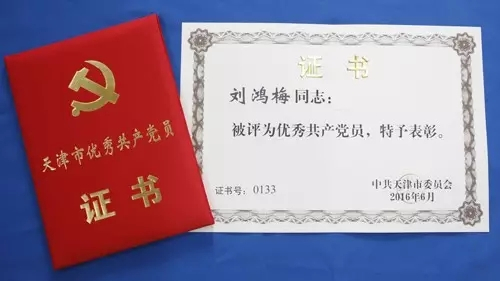 天津市优秀共产党员
证书
证书
刘鸿梅同志：
被评为优秀共产党员，特予表彰。
证书号：0133
中共天津市委员会
2016年6月